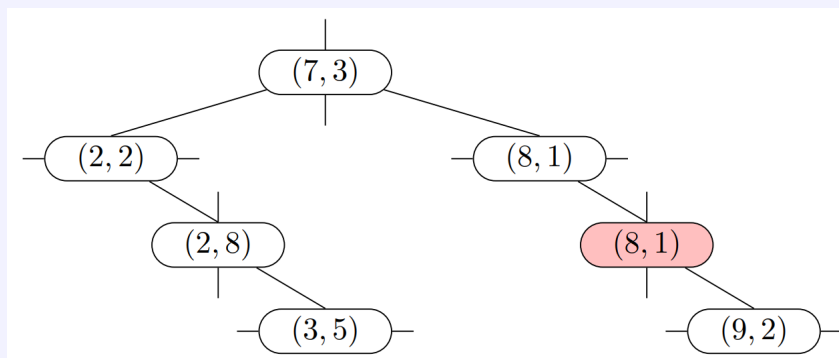 (7, 3)
(2, 2) (8, 1)
(2, 8) (8, 1)
(3, 5) (9, 2)